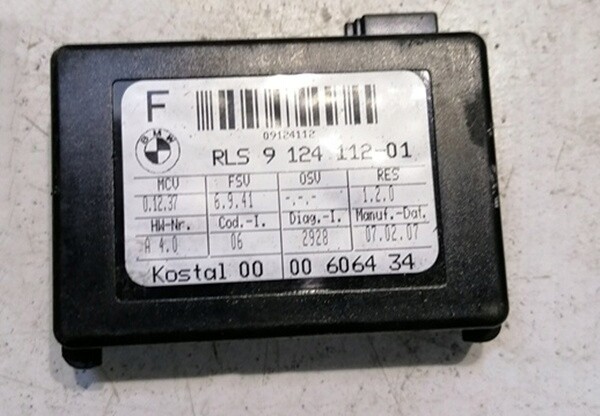 F
09124112
BMW
RLS 9 124 112-01
MCV FSV OSV RES
0.12.37 6.9.41 -.-.- 1.2.0
HW-Nr. Cod.-I. Diag.-I. Manuf.-Dat.
A 4.0 06 2928 07.02.07
Kostal 00 00 6064 34